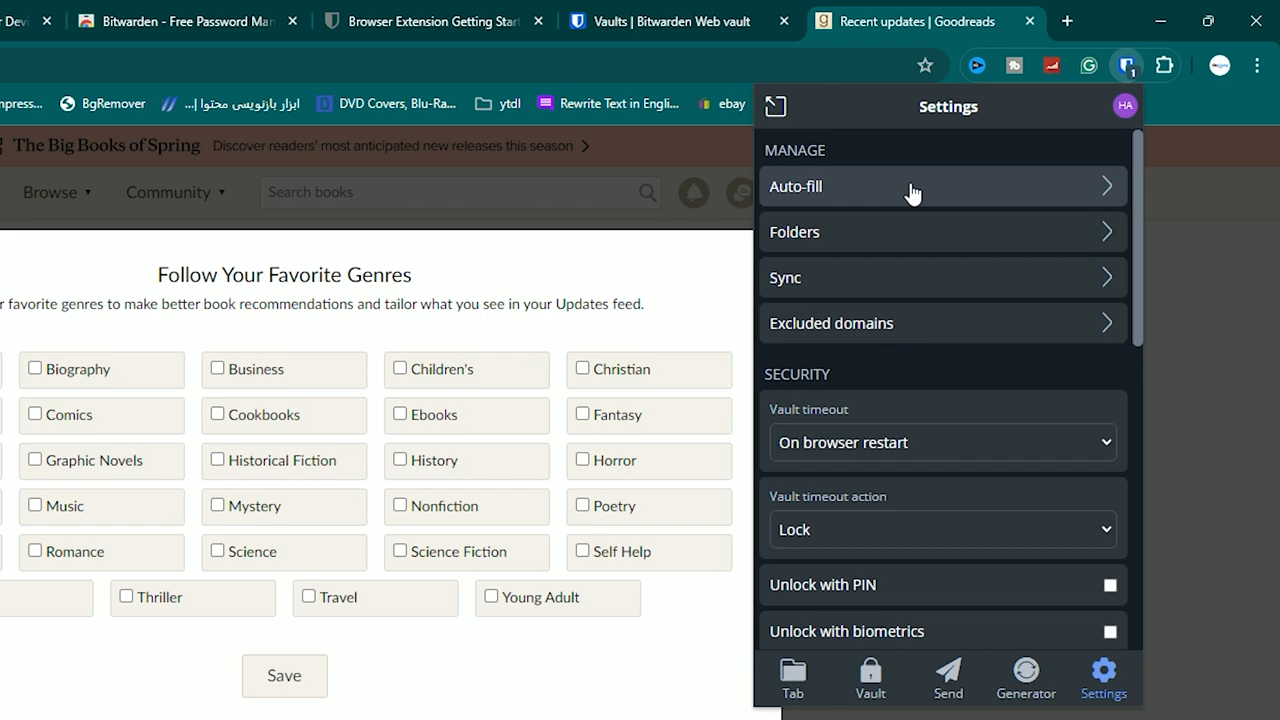 r Devi
Bitwarden - Free Password Man
Browser Extension Getting Start
Vaults | Bitwarden Web vault
Recent updates | Goodreads
1
npress...
BgRemover
ابزار بازنویسی محتوا |...
DVD Covers, Blu-Ra...
ytdl
Rewrite Text in Engli...
ebay
The Big Books of Spring Discover readers' most anticipated new releases this season
Browse
Community
Search books
Follow Your Favorite Genres
r favorite genres to make better book recommendations and tailor what you see in your Updates feed.
Biography
Business
Children's
Christian
Comics
Cookbooks
Ebooks
Fantasy
Graphic Novels
Historical Fiction
History
Horror
Music
Mystery
Nonfiction
Poetry
Romance
Science
Science Fiction
Self Help
Thriller
Travel
Young Adult
Save
Settings
HA
MANAGE
Auto-fill
Folders
Sync
Excluded domains
SECURITY
Vault timeout
On browser restart
Vault timeout action
Lock
Unlock with PIN
Unlock with biometrics
Tab
Vault
Send
Generator
Settings